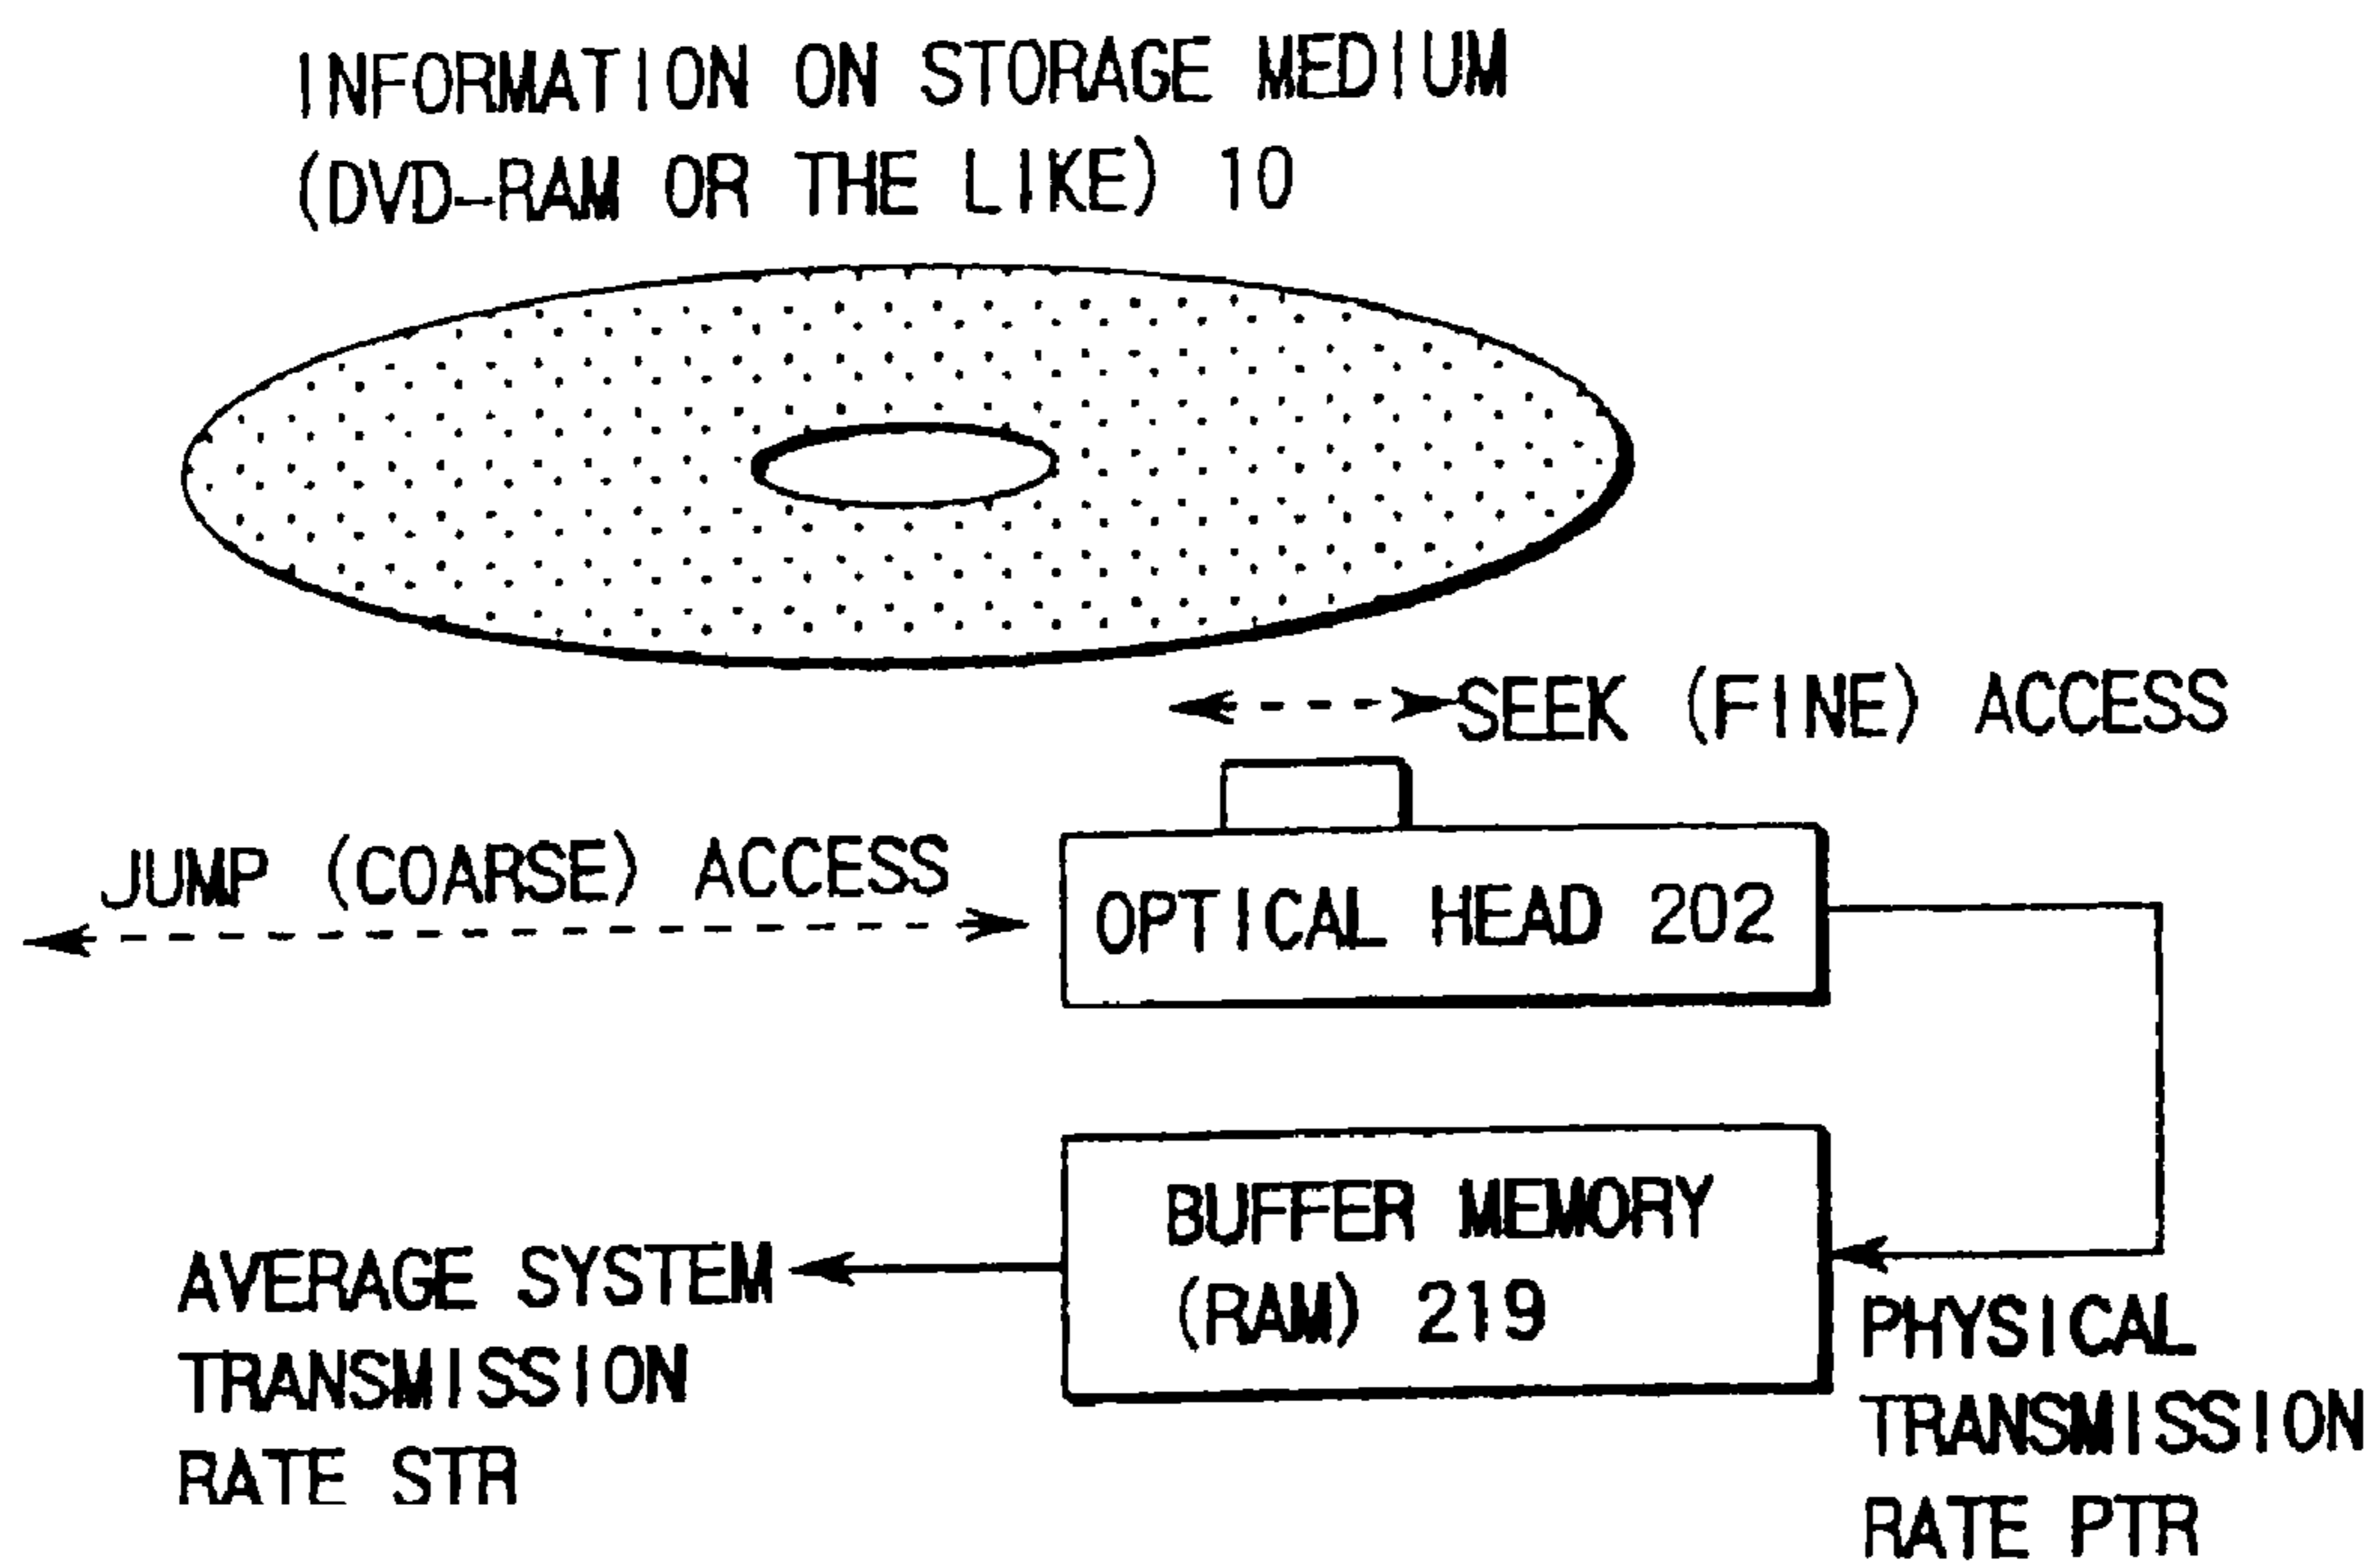 INFORMATION ON STORAGE MEDIUM
(DVD-RAM OR THE LIKE) 10
SEEK (FINE) ACCESS
JUMP (COARSE) ACCESS
OPTICAL HEAD 202
BUFFER MEMORY
(RAM) 219
AVERAGE SYSTEM
TRANSMISSION
RATE STR
PHYSICAL
TRANSMISSION
RATE PTR